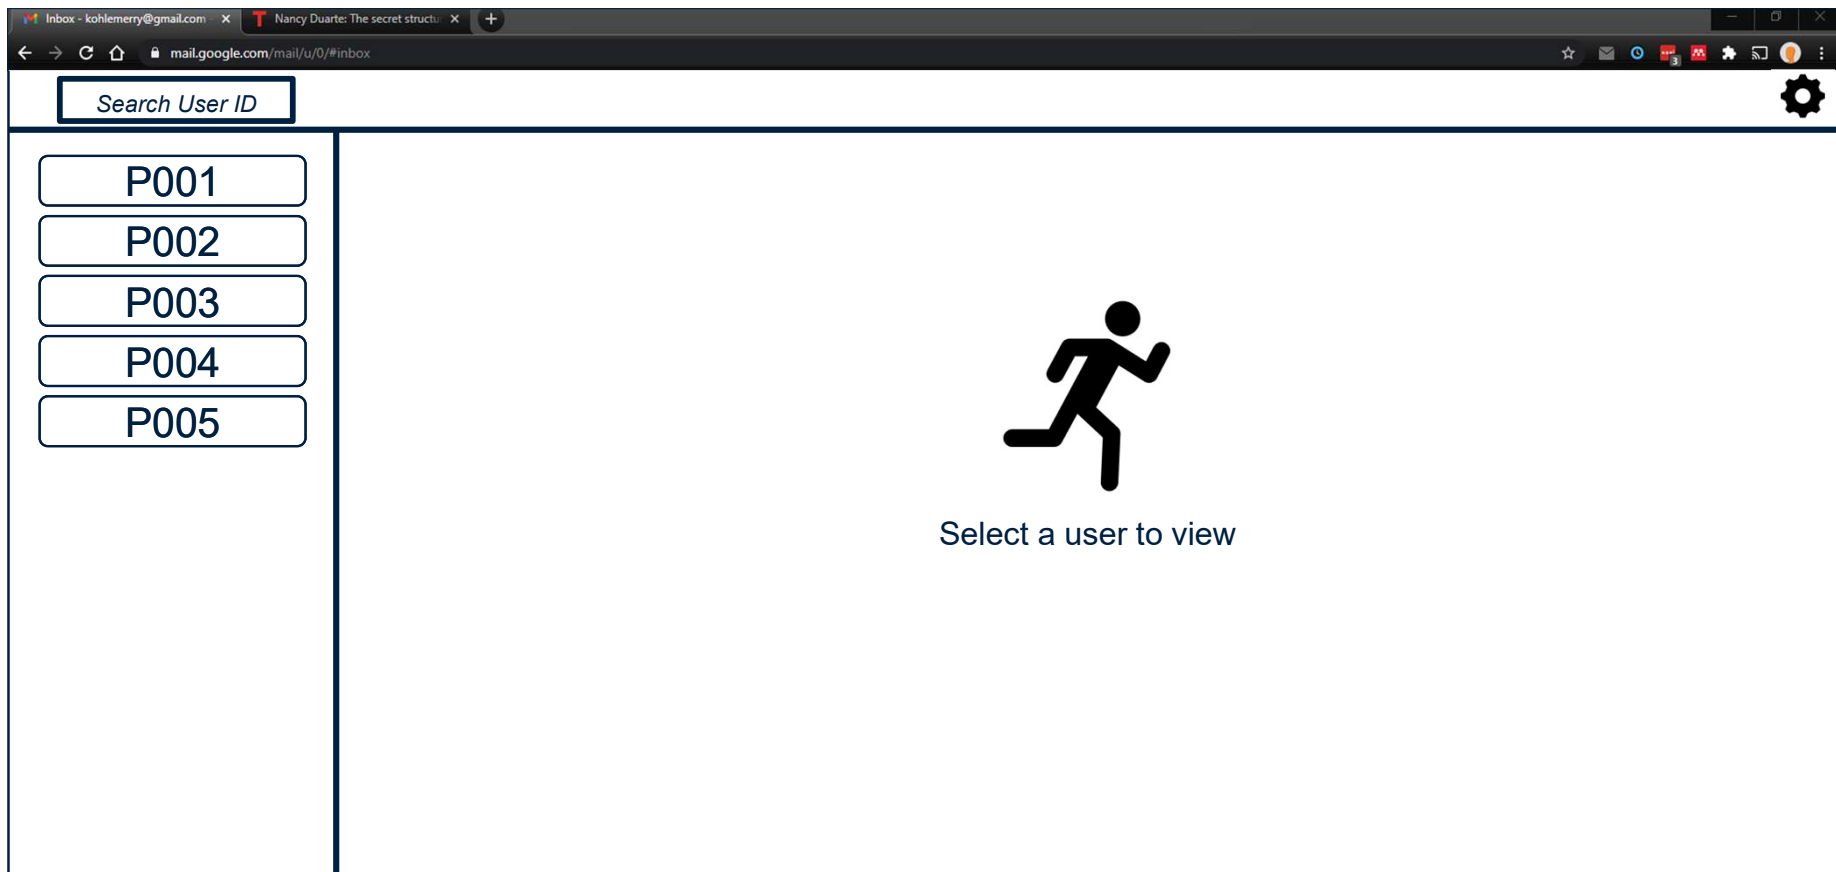 Inbox - kohlemerry@gmail.com -
Nancy Duarte: The secret structu
mail.google.com/mail/u/0/#inbox
3
Search User ID
P001
P002
P003
P004
P005
Select a user to view